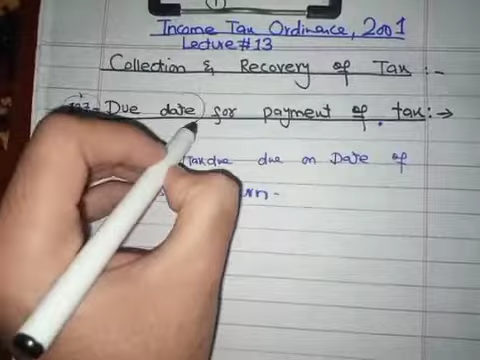 Income Tax Ordinance, 2001
Lecture # 13
Collection & Recovery of Tax :-
Due date for payment of tax :→
Tax due due on Date of